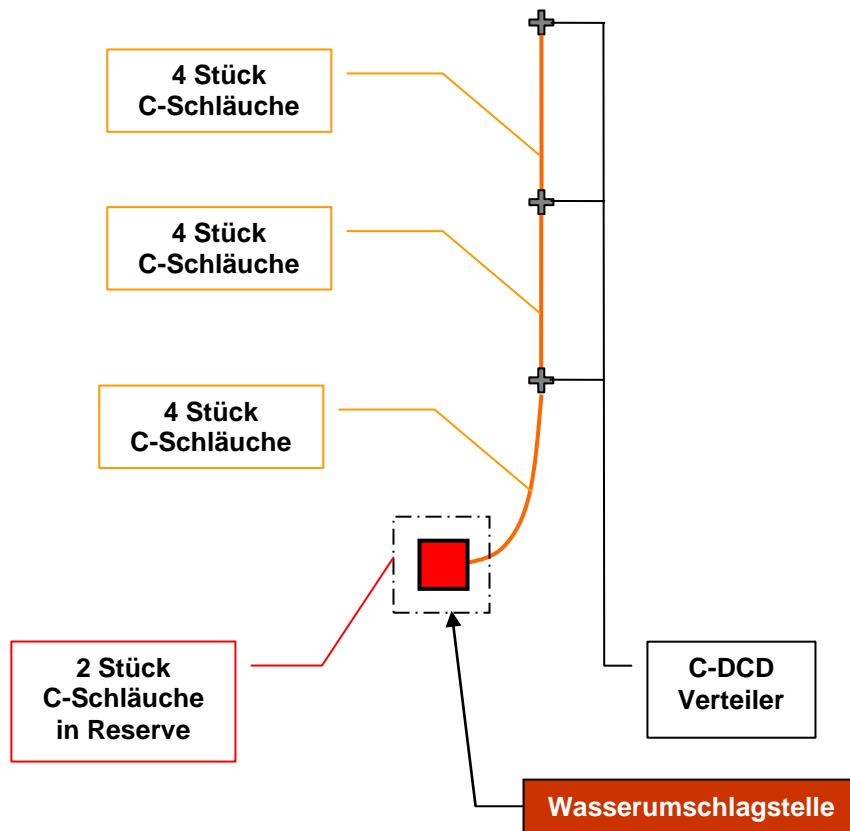 4 Stück
C-Schläuche
4 Stück
C-Schläuche
4 Stück
C-Schläuche
2 Stück
C-Schläuche
in Reserve
C-DCD
Verteiler
Wasserumschlagstelle